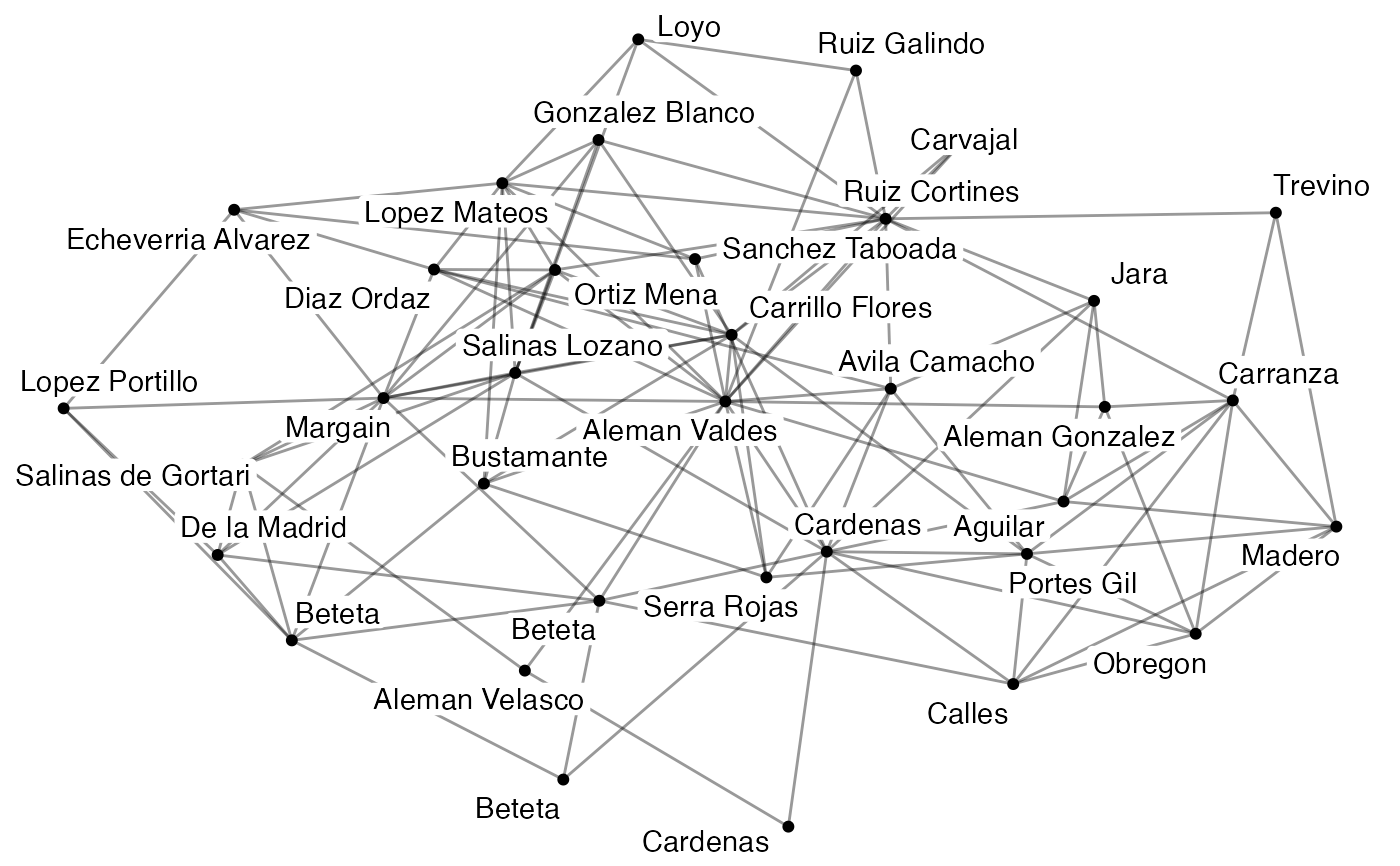 Loyo
Ruiz Galindo
Gonzalez Blanco
Carvajal
Trevino
Ruiz Cortines
Lopez Mateos
Echeverria Alvarez
Sanchez Taboada
Jara
Diaz Ordaz
Ortiz Mena
Carrillo Flores
Salinas Lozano
Avila Camacho
Carranza
Lopez Portillo
Margain
Aleman Valdes
Aleman Gonzalez
Bustamante
Salinas de Gortari
De la Madrid
Cardenas
Aguilar
Madero
Portes Gil
Beteta
Beteta
Serra Rojas
Obregon
Aleman Velasco
Calles
Beteta
Cardenas